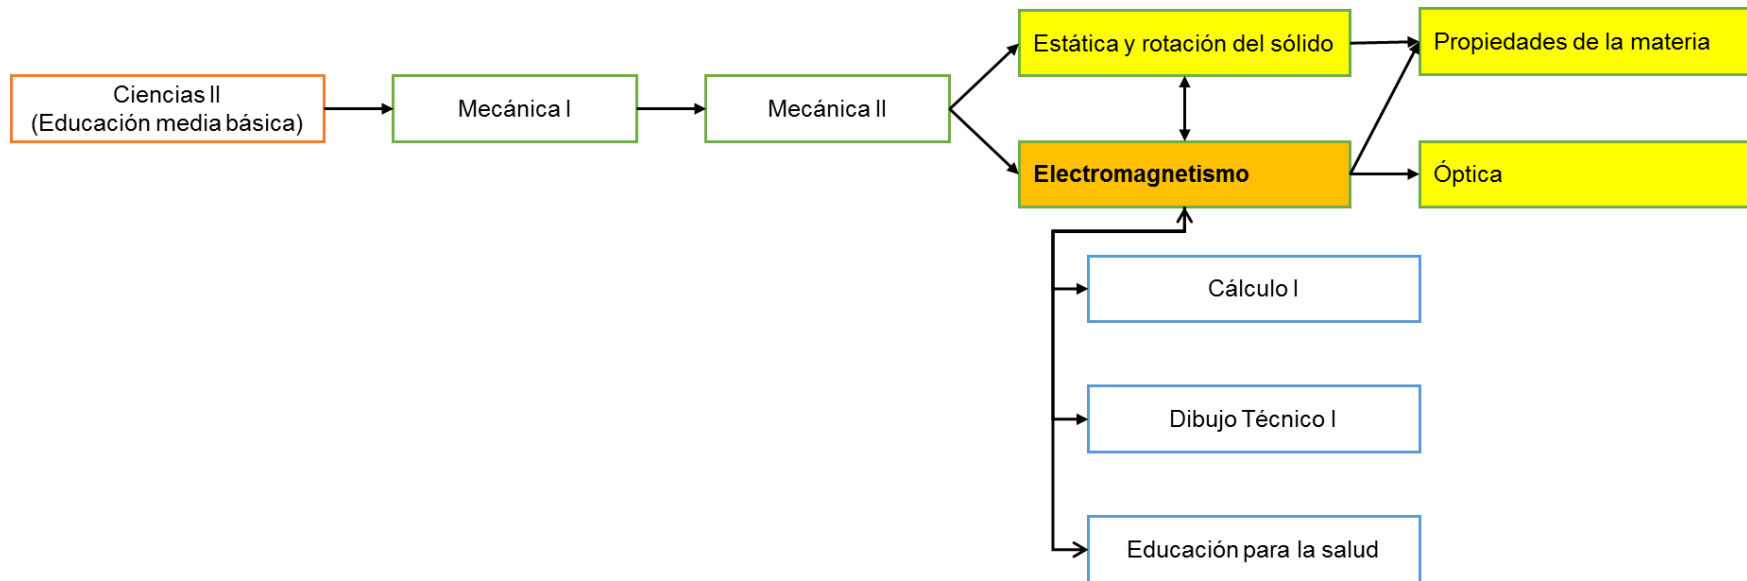 Ciencias II
(Educación media básica)
Mecánica I
Mecánica II
Estática y rotación del sólido
Propiedades de la materia
Electromagnetismo
Óptica
Cálculo I
Dibujo Técnico I
Educación para la salud